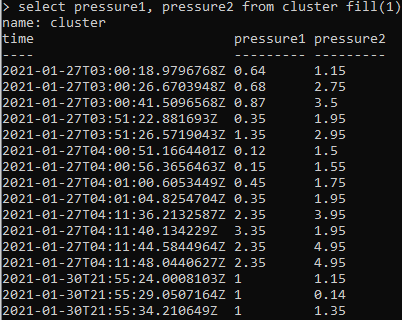 > select pressure1, pressure2 from cluster fill(1)
name: cluster
time pressure1 pressure2
---- --------- ---------
2021-01-27T03:00:18.9796768Z 0.64 1.15
2021-01-27T03:00:26.6703948Z 0.68 2.75
2021-01-27T03:00:41.5096568Z 0.87 3.5
2021-01-27T03:51:22.881693Z 0.35 1.95
2021-01-27T03:51:26.5719043Z 1.35 2.95
2021-01-27T04:00:51.1664401Z 0.12 1.5
2021-01-27T04:00:56.3656463Z 0.15 1.55
2021-01-27T04:01:00.6053449Z 0.45 1.75
2021-01-27T04:01:04.8254704Z 0.35 1.95
2021-01-27T04:11:36.2132587Z 2.35 3.95
2021-01-27T04:11:40.134229Z 3.35 1.95
2021-01-27T04:11:44.5844964Z 2.35 4.95
2021-01-27T04:11:48.0440627Z 2.35 4.95
2021-01-30T21:55:24.0008103Z 1 1.15
2021-01-30T21:55:29.0507164Z 1 0.14
2021-01-30T21:55:34.210649Z 1 1.35